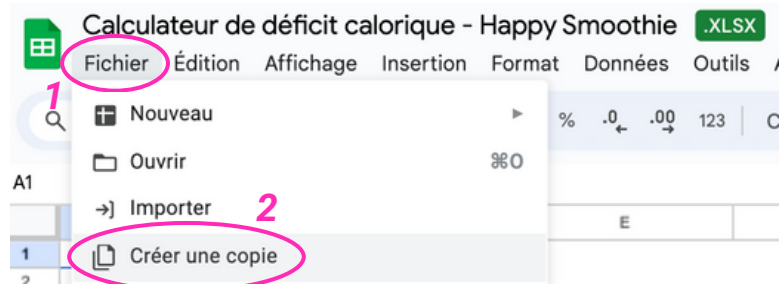 Calculateur de déficit calorique - Happy Smoothie .XLSX
Fichier Édition Affichage Insertion Format Données Outils
1
Nouveau ► % .0 .00 123
Ouvrir ⌘O
A1
Importer 2
E
1 Créer une copie
2